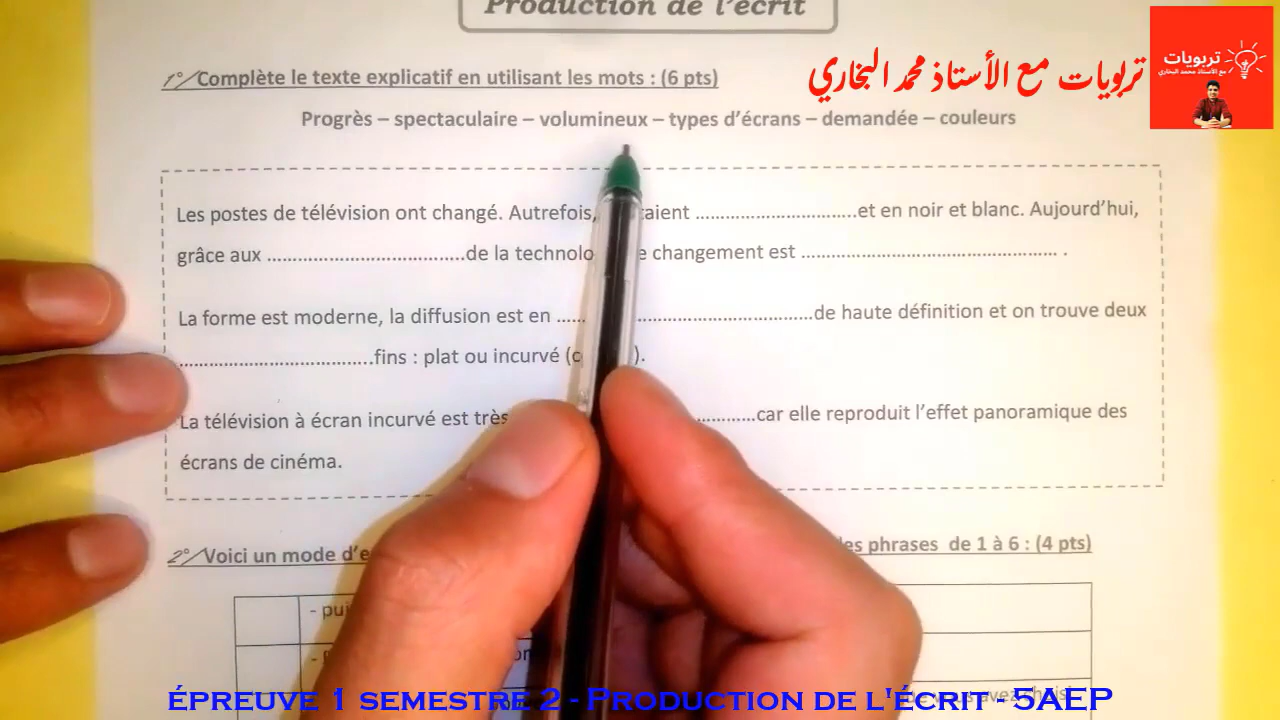 Production de l'écrit
تربويات مع الأستاذ محمد البخاري
تربويات
مع الأستاذ محمد البخاري
1°/ Complète le texte explicatif en utilisant les mots : (6 pts)
Progrès – spectaculaire – volumineux – types d'écrans – demandée – couleurs
Les postes de télévision ont changé. Autrefois, ...............................et en noir et blanc. Aujourd'hui,
grâce aux ......................................de la changement est ................................................. .
La forme est moderne, la diffusion est en ...... ..................................de haute définition et on trouve deux
.....................................fins : plat ou incurvé ).
La télévision à écran incurvé est très ...........car elle reproduit l'effet panoramique des
écrans de cinéma.
2°/ Voici un mode les phrases de 1 à 6 : (4 pts)
épreuve 1 semestre 2 - Production de l'écrit - 5AEP